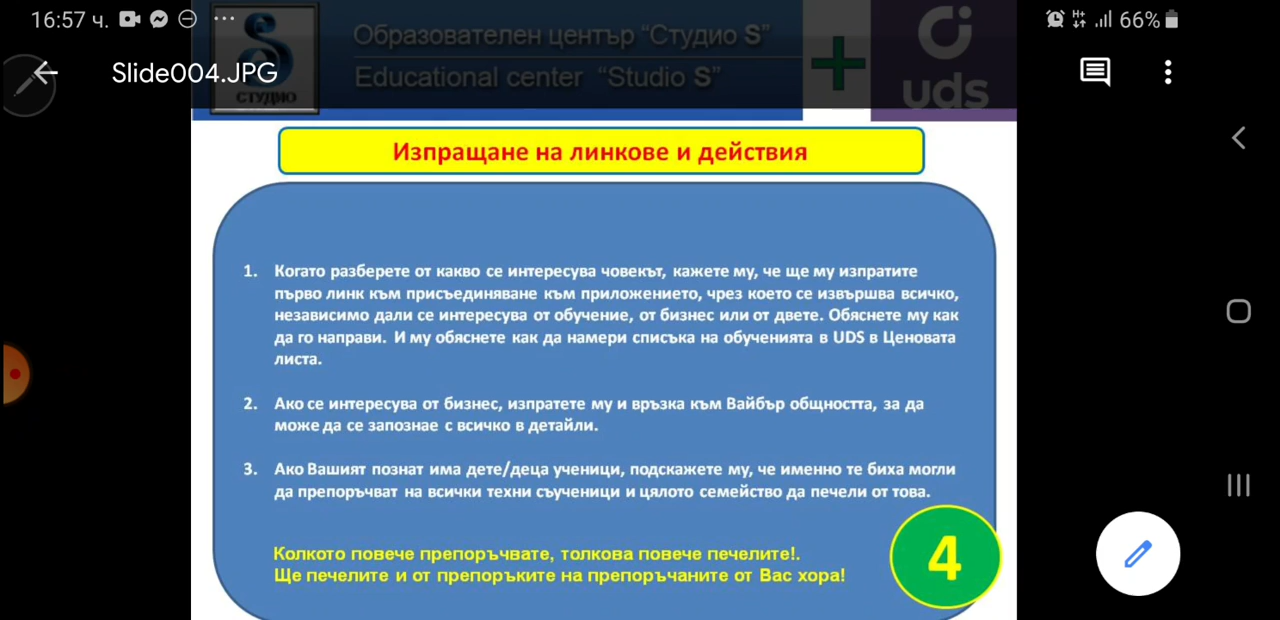 16:57 ч.
66%
Slide004.JPG
СТУДИО
Образователен център “Студио S”
Educational center “Studio S”
uds
Изпращане на линкове и действия
1. Когато разберете от какво се интересува човекът, кажете му, че ще му изпратите
първо линк към присъединяване към приложението, чрез което се извършва всичко,
независимо дали се интересува от обучение, от бизнес или от двете. Обяснете му как
да го направи. И му обяснете как да намери списъка на обученията в UDS в Ценовата
листа.
2. Ако се интересува от бизнес, изпратете му и връзка към Вайбър общността, за да
може да се запознае с всичко в детайли.
3. Ако Вашият познат има дете/деца ученици, подскажете му, че именно те биха могли
да препоръчват на всички техни съученици и цялото семейство да печели от това.
Колкото повече препоръчвате, толкова повече печелите!.
Ще печелите и от препоръките на препоръчаните от Вас хора!
4